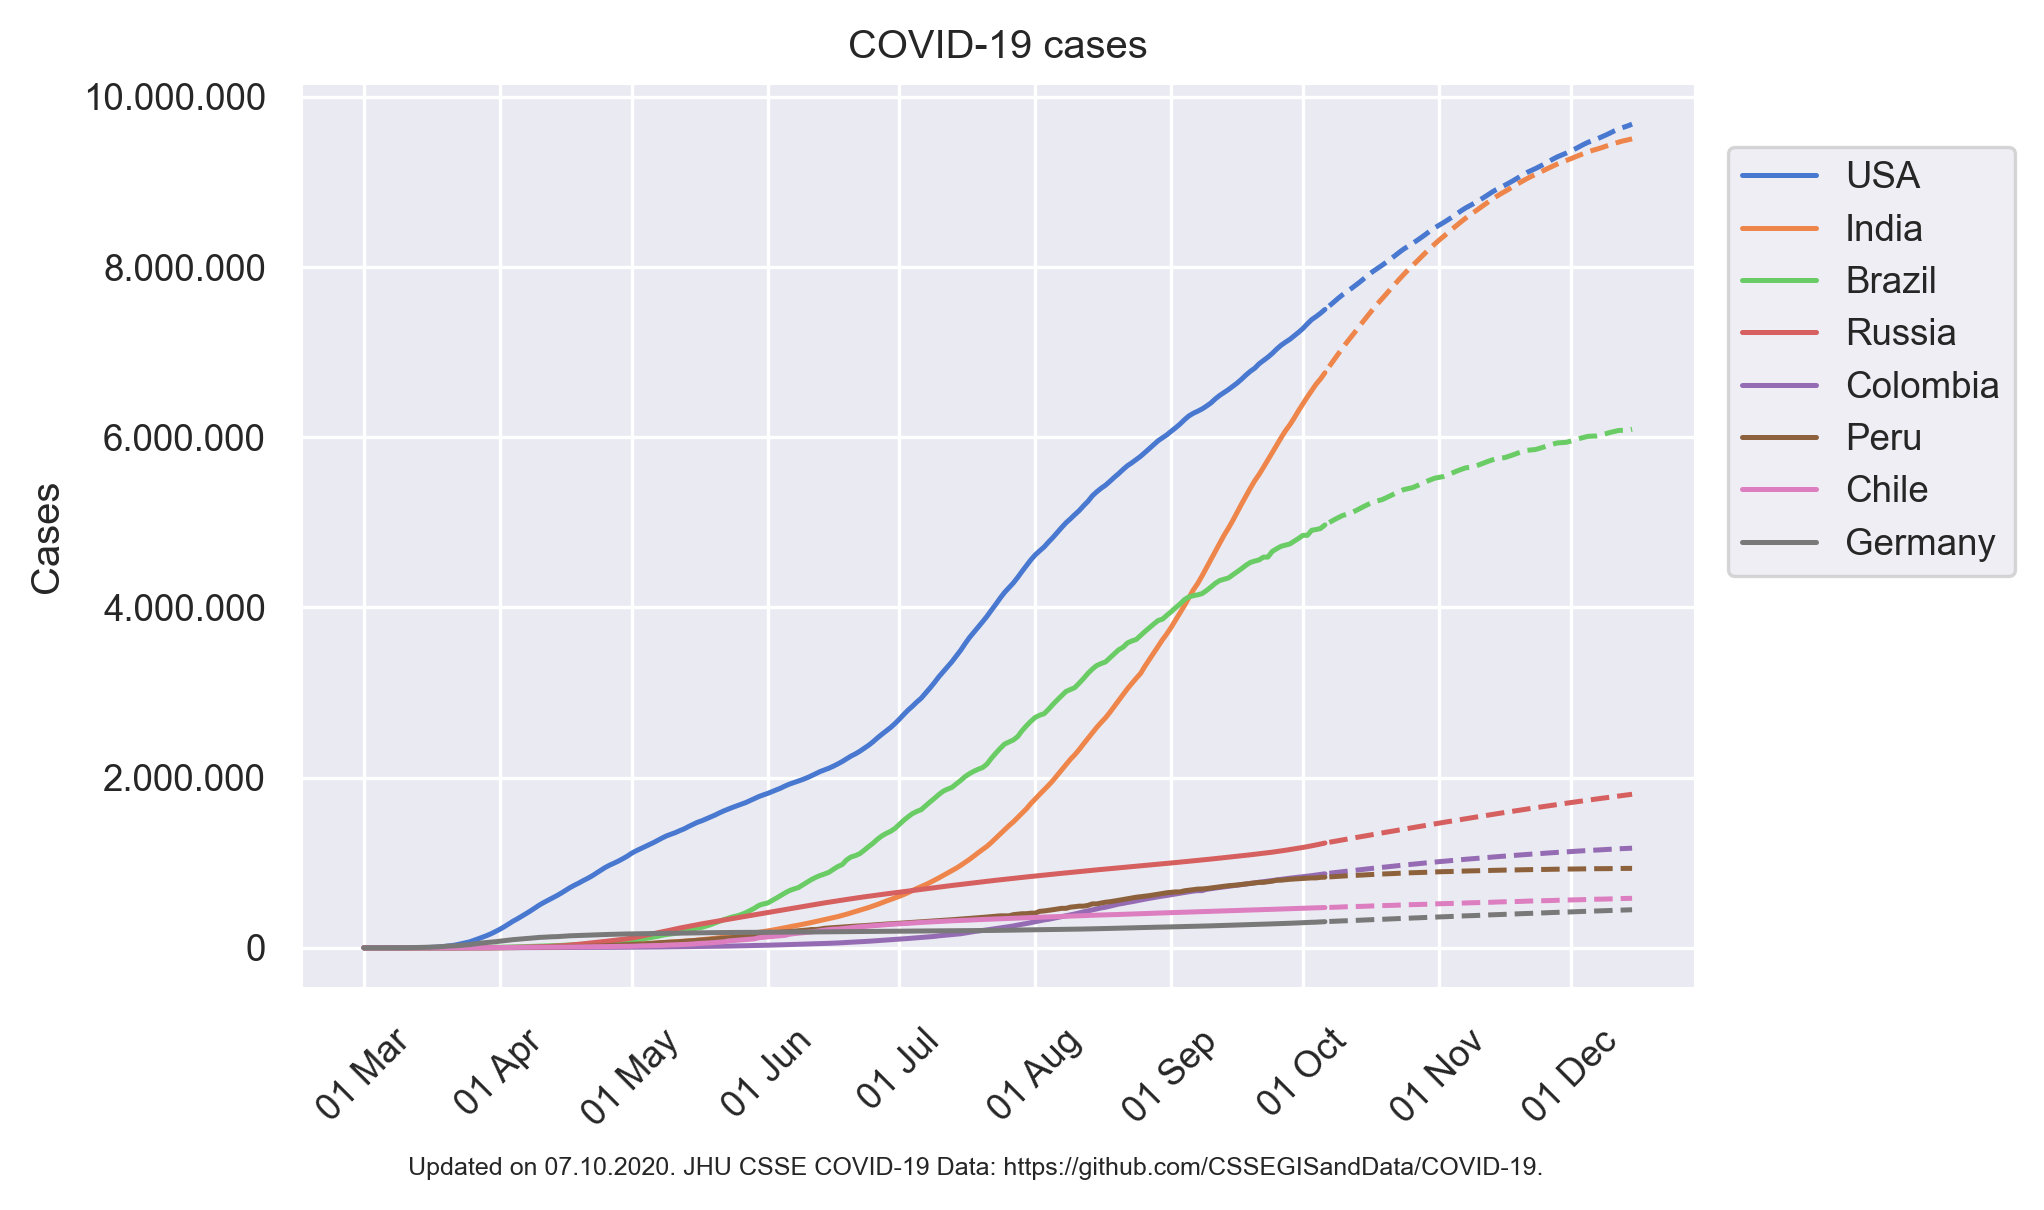 COVID-19 cases
10.000.000
8.000.000
6.000.000
4.000.000
2.000.000
0
Cases
01 Mar
01 Apr
01 May
01 Jun
01 Jul
01 Aug
01 Sep
01 Oct
01 Nov
01 Dec
USA
India
Brazil
Russia
Colombia
Peru
Chile
Germany
Updated on 07.10.2020. JHU CSSE COVID-19 Data: https://github.com/CSSEGISandData/COVID-19.